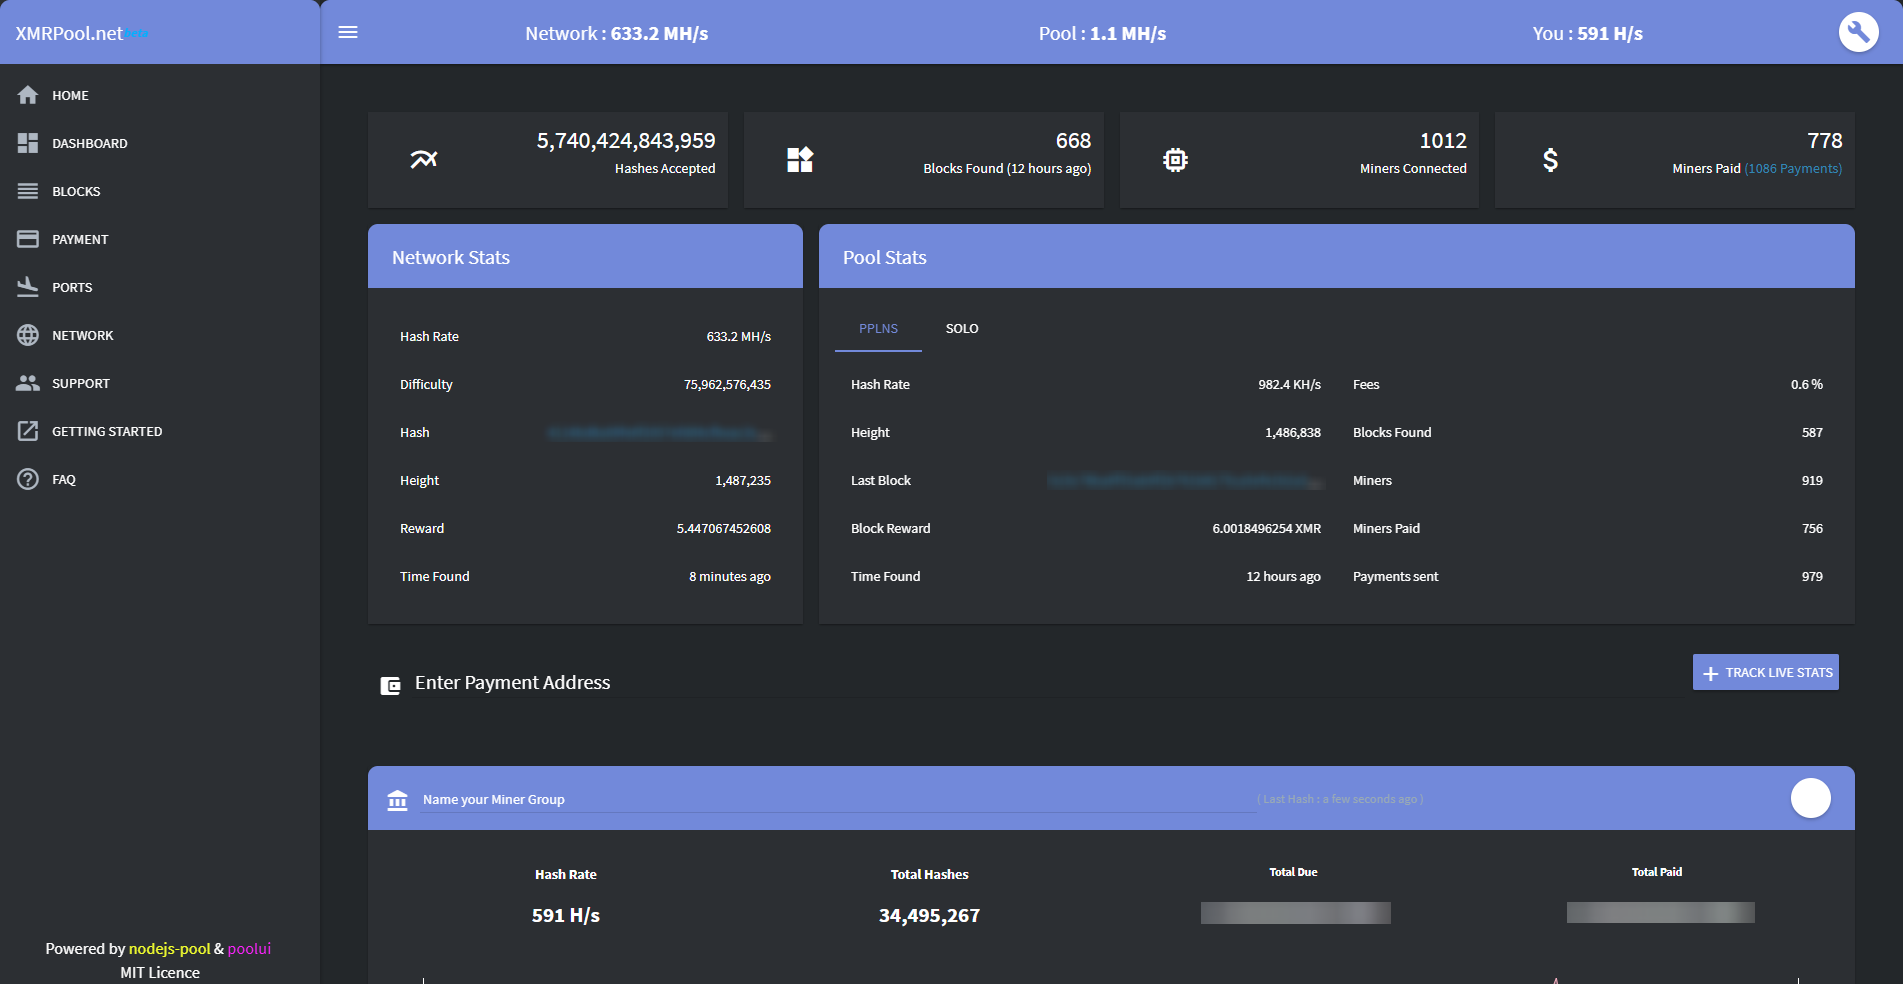 XMRPool.net beta
Network : 633.2 MH/s
Pool : 1.1 MH/s
You : 591 H/s
HOME
DASHBOARD
BLOCKS
PAYMENT
PORTS
NETWORK
SUPPORT
GETTING STARTED
FAQ
Powered by nodejs-pool & poolui
MIT Licence
5,740,424,843,959
Hashes Accepted
668
Blocks Found (12 hours ago)
1012
Miners Connected
778
Miners Paid (1086 Payments)
Network Stats
Hash Rate 633.2 MH/s
Difficulty 75,962,576,435
Hash
Height 1,487,235
Reward 5.447067452608
Time Found 8 minutes ago
Pool Stats
PPLNS SOLO
Hash Rate 982.4 KH/s Fees 0.6 %
Height 1,486,838 Blocks Found 587
Last Block Miners 919
Block Reward 6.0018496254 XMR Miners Paid 756
Time Found 12 hours ago Payments sent 979
Enter Payment Address
TRACK LIVE STATS
Name your Miner Group
( Last Hash : a few seconds ago )
Hash Rate
591 H/s
Total Hashes
34,495,267
Total Due
Total Paid